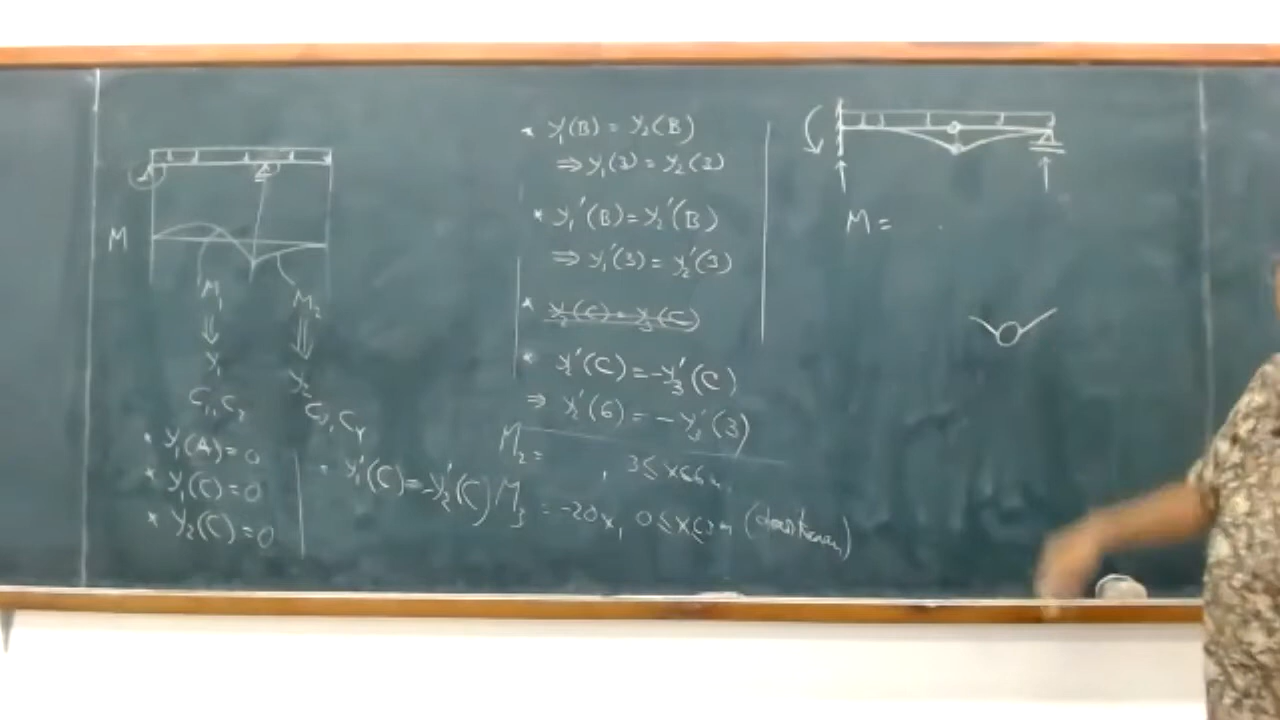 A
M
M₁
M₂
⇓
⇓
y₁
y₂
C₁, C₂
C₃, C₄
* y₁(A)=0
* y₁(C)=0
* y₂(C)=0
* y₁'(C)=-y₂'(C)
* y₁(B)=y₂(B)
⇒ y₁(3)=y₂(3)
* y₁'(B)=y₂'(B)
⇒ y₁'(3)=y₂'(3)
* y₂(C)=y₃(C)
* y₂'(C)=-y₃'(C)
⇒ y₂'(6)=-y₃'(3)
M₂= , 3≤x≤6m
M₃ = -20x, 0≤x≤3m
M=